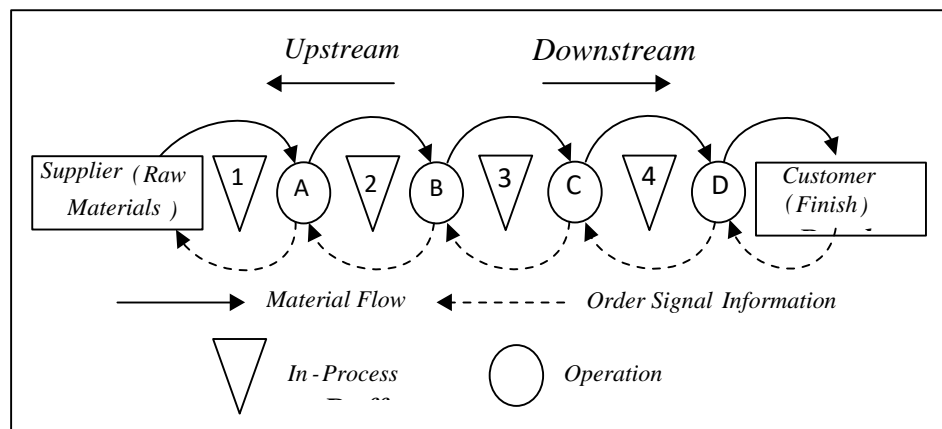 Upstream Downstream
Supplier (Raw
Materials )
1 A 2 B 3 C 4 D
Customer
(Finish)
Material Flow Order Signal Information
In-Process Operation